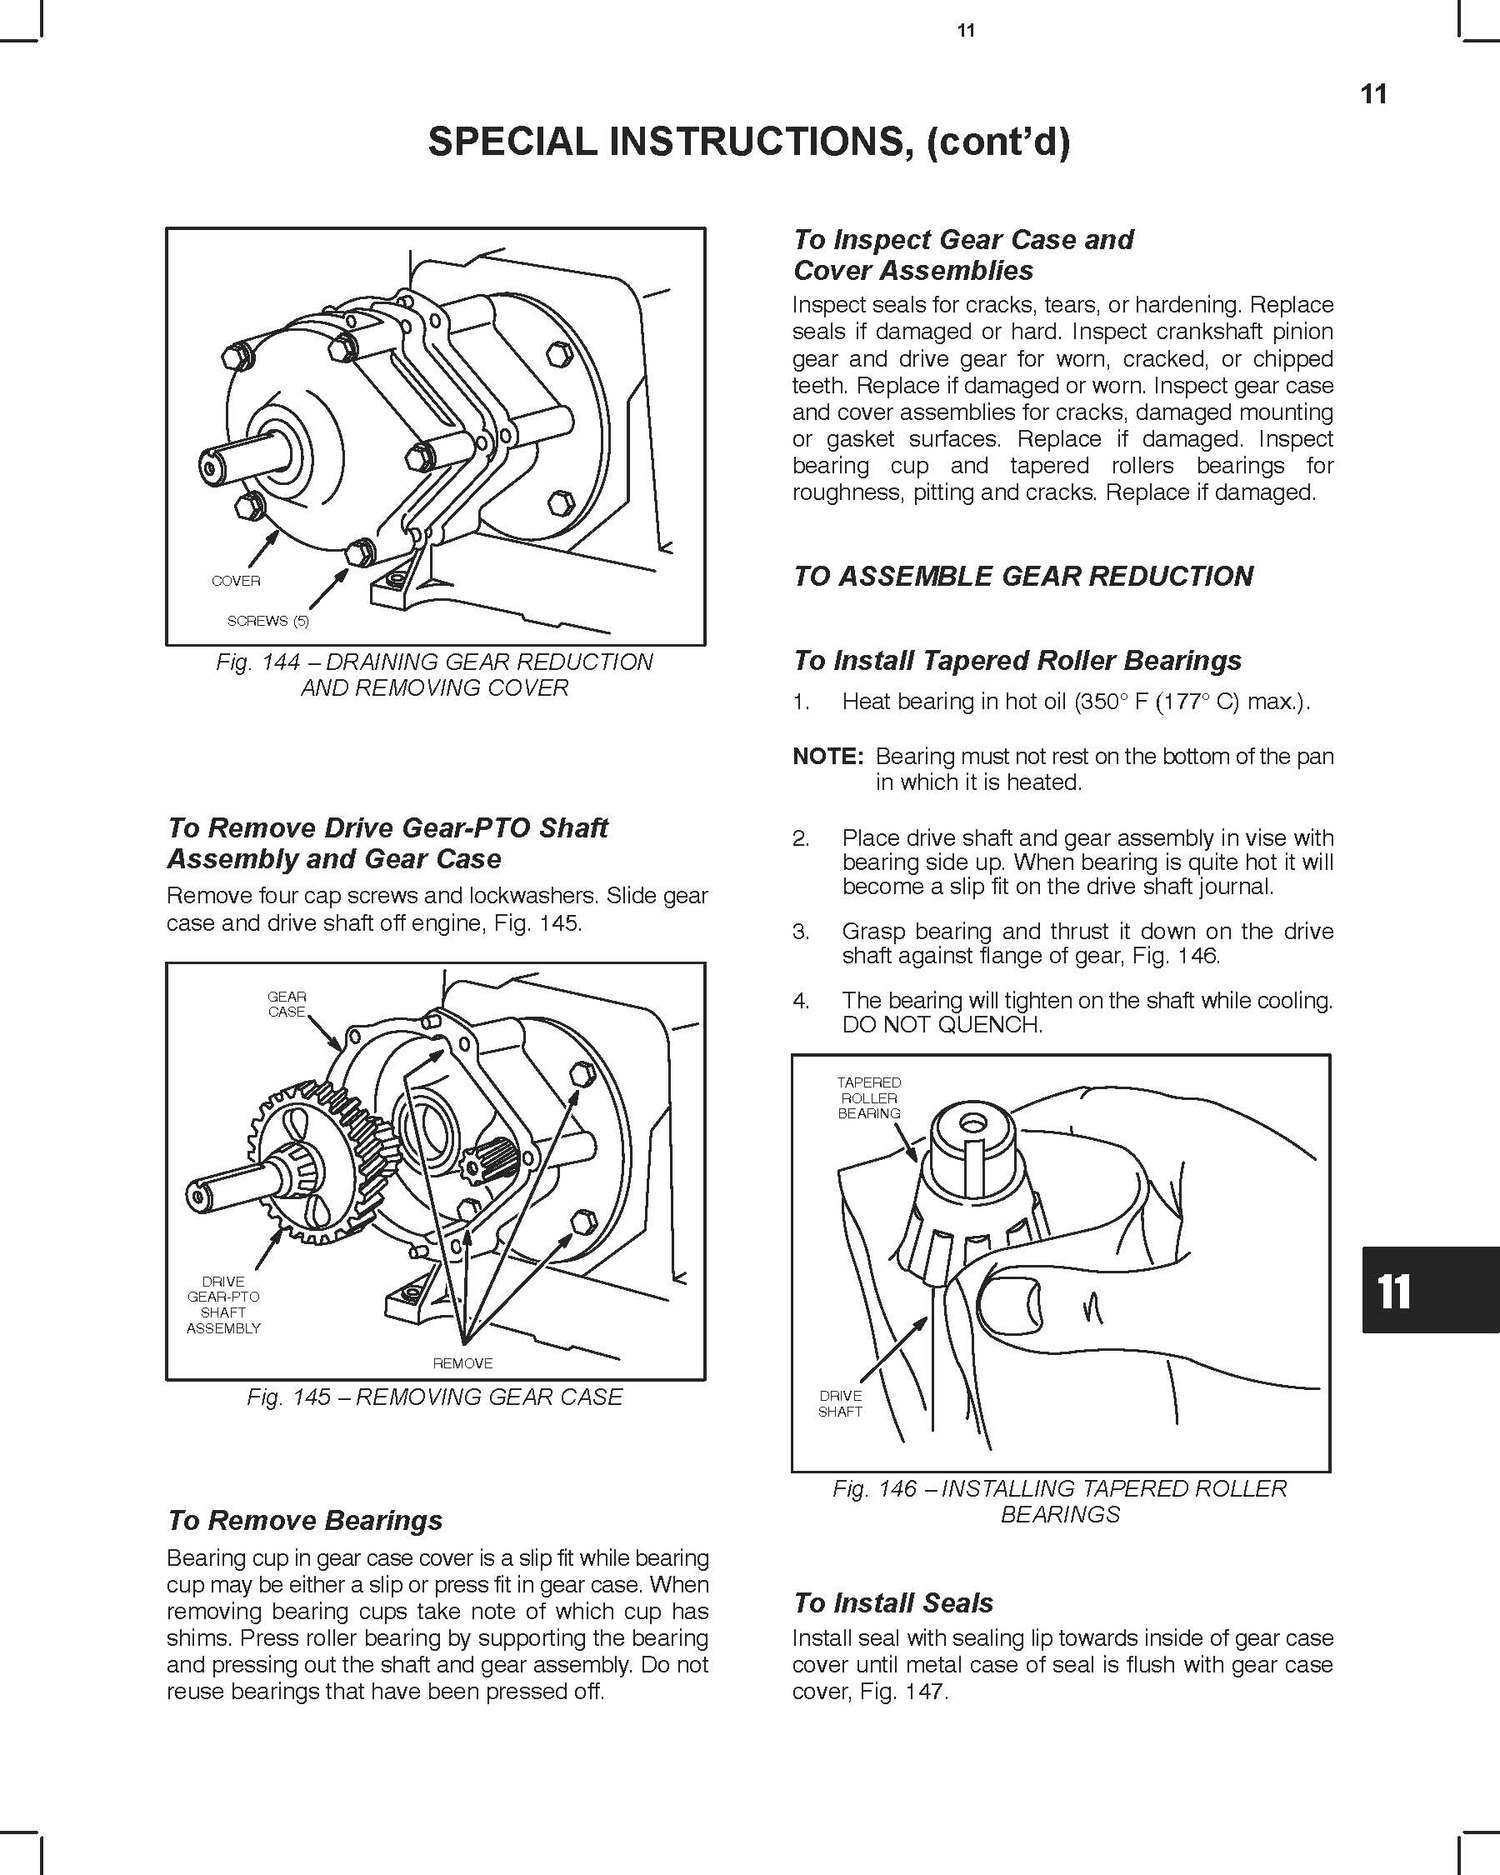 11
11
SPECIAL INSTRUCTIONS, (cont’d)
COVER
SCREWS (5)
Fig. 144 – DRAINING GEAR REDUCTION
AND REMOVING COVER
To Remove Drive Gear-PTO Shaft
Assembly and Gear Case
Remove four cap screws and lockwashers. Slide gear
case and drive shaft off engine, Fig. 145.
GEAR
CASE
DRIVE
GEAR-PTO
SHAFT
ASSEMBLY
REMOVE
Fig. 145 – REMOVING GEAR CASE
To Remove Bearings
Bearing cup in gear case cover is a slip fit while bearing
cup may be either a slip or press fit in gear case. When
removing bearing cups take note of which cup has
shims. Press roller bearing by supporting the bearing
and pressing out the shaft and gear assembly. Do not
reuse bearings that have been pressed off.
To Inspect Gear Case and
Cover Assemblies
Inspect seals for cracks, tears, or hardening. Replace
seals if damaged or hard. Inspect crankshaft pinion
gear and drive gear for worn, cracked, or chipped
teeth. Replace if damaged or worn. Inspect gear case
and cover assemblies for cracks, damaged mounting
or gasket surfaces. Replace if damaged. Inspect
bearing cup and tapered rollers bearings for
roughness, pitting and cracks. Replace if damaged.
TO ASSEMBLE GEAR REDUCTION
To Install Tapered Roller Bearings
1. Heat bearing in hot oil (350° F (177° C) max.).
NOTE: Bearing must not rest on the bottom of the pan
in which it is heated.
2. Place drive shaft and gear assembly in vise with
bearing side up. When bearing is quite hot it will
become a slip fit on the drive shaft journal.
3. Grasp bearing and thrust it down on the drive
shaft against flange of gear, Fig. 146.
4. The bearing will tighten on the shaft while cooling.
DO NOT QUENCH.
TAPERED
ROLLER
BEARING
DRIVE
SHAFT
Fig. 146 – INSTALLING TAPERED ROLLER
BEARINGS
To Install Seals
Install seal with sealing lip towards inside of gear case
cover until metal case of seal is flush with gear case
cover, Fig. 147.
11